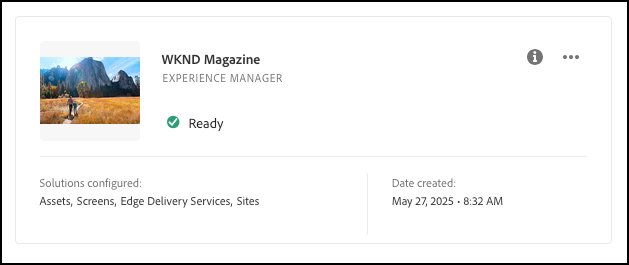 WKND Magazine
EXPERIENCE MANAGER
Ready
Solutions configured:
Assets, Screens, Edge Delivery Services, Sites
Date created:
May 27, 2025 • 8:32 AM